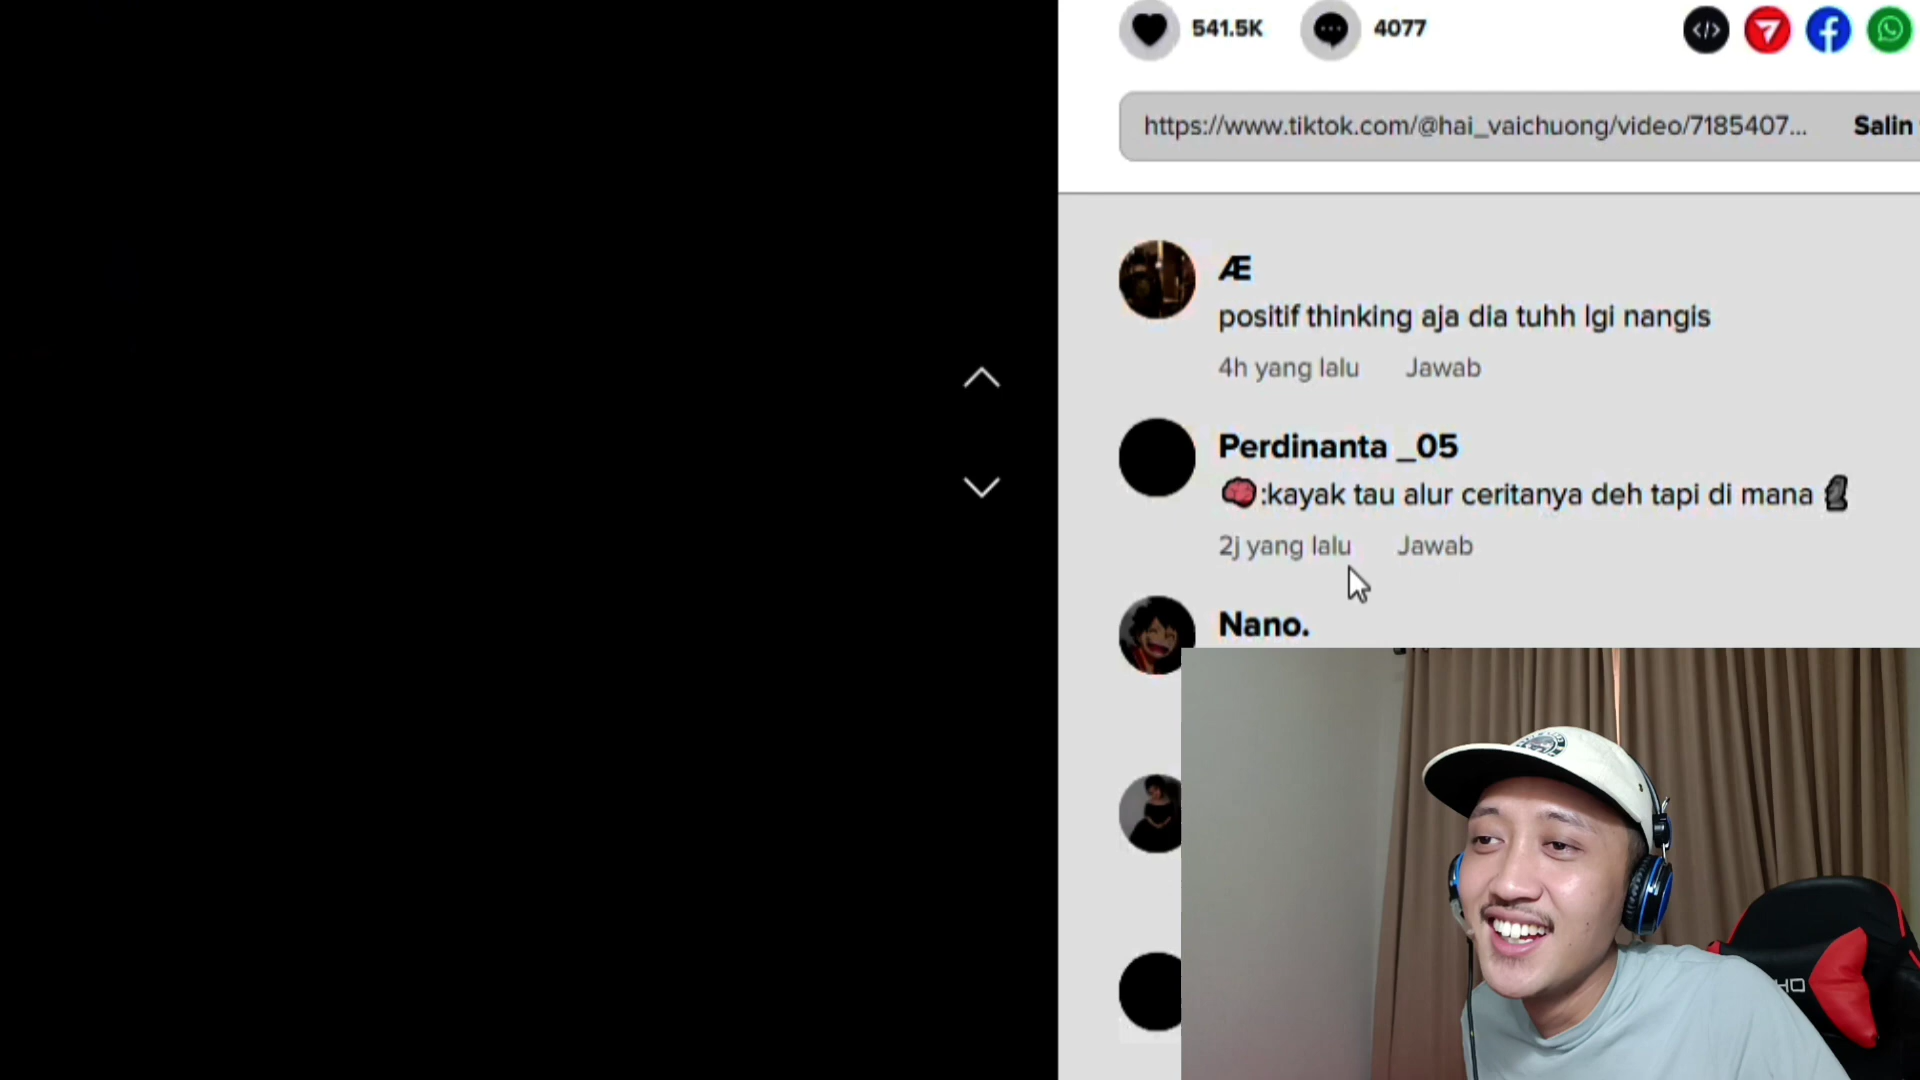 541.5K
4077
https://www.tiktok.com/@hai_vaichuong/video/7185407...
Salin
Æ
positif thinking aja dia tuhh lgi nangis
4h yang lalu Jawab
Perdinanta _05
🧠:kayak tau alur ceritanya deh tapi di mana 🗿
2j yang lalu Jawab
Nano.